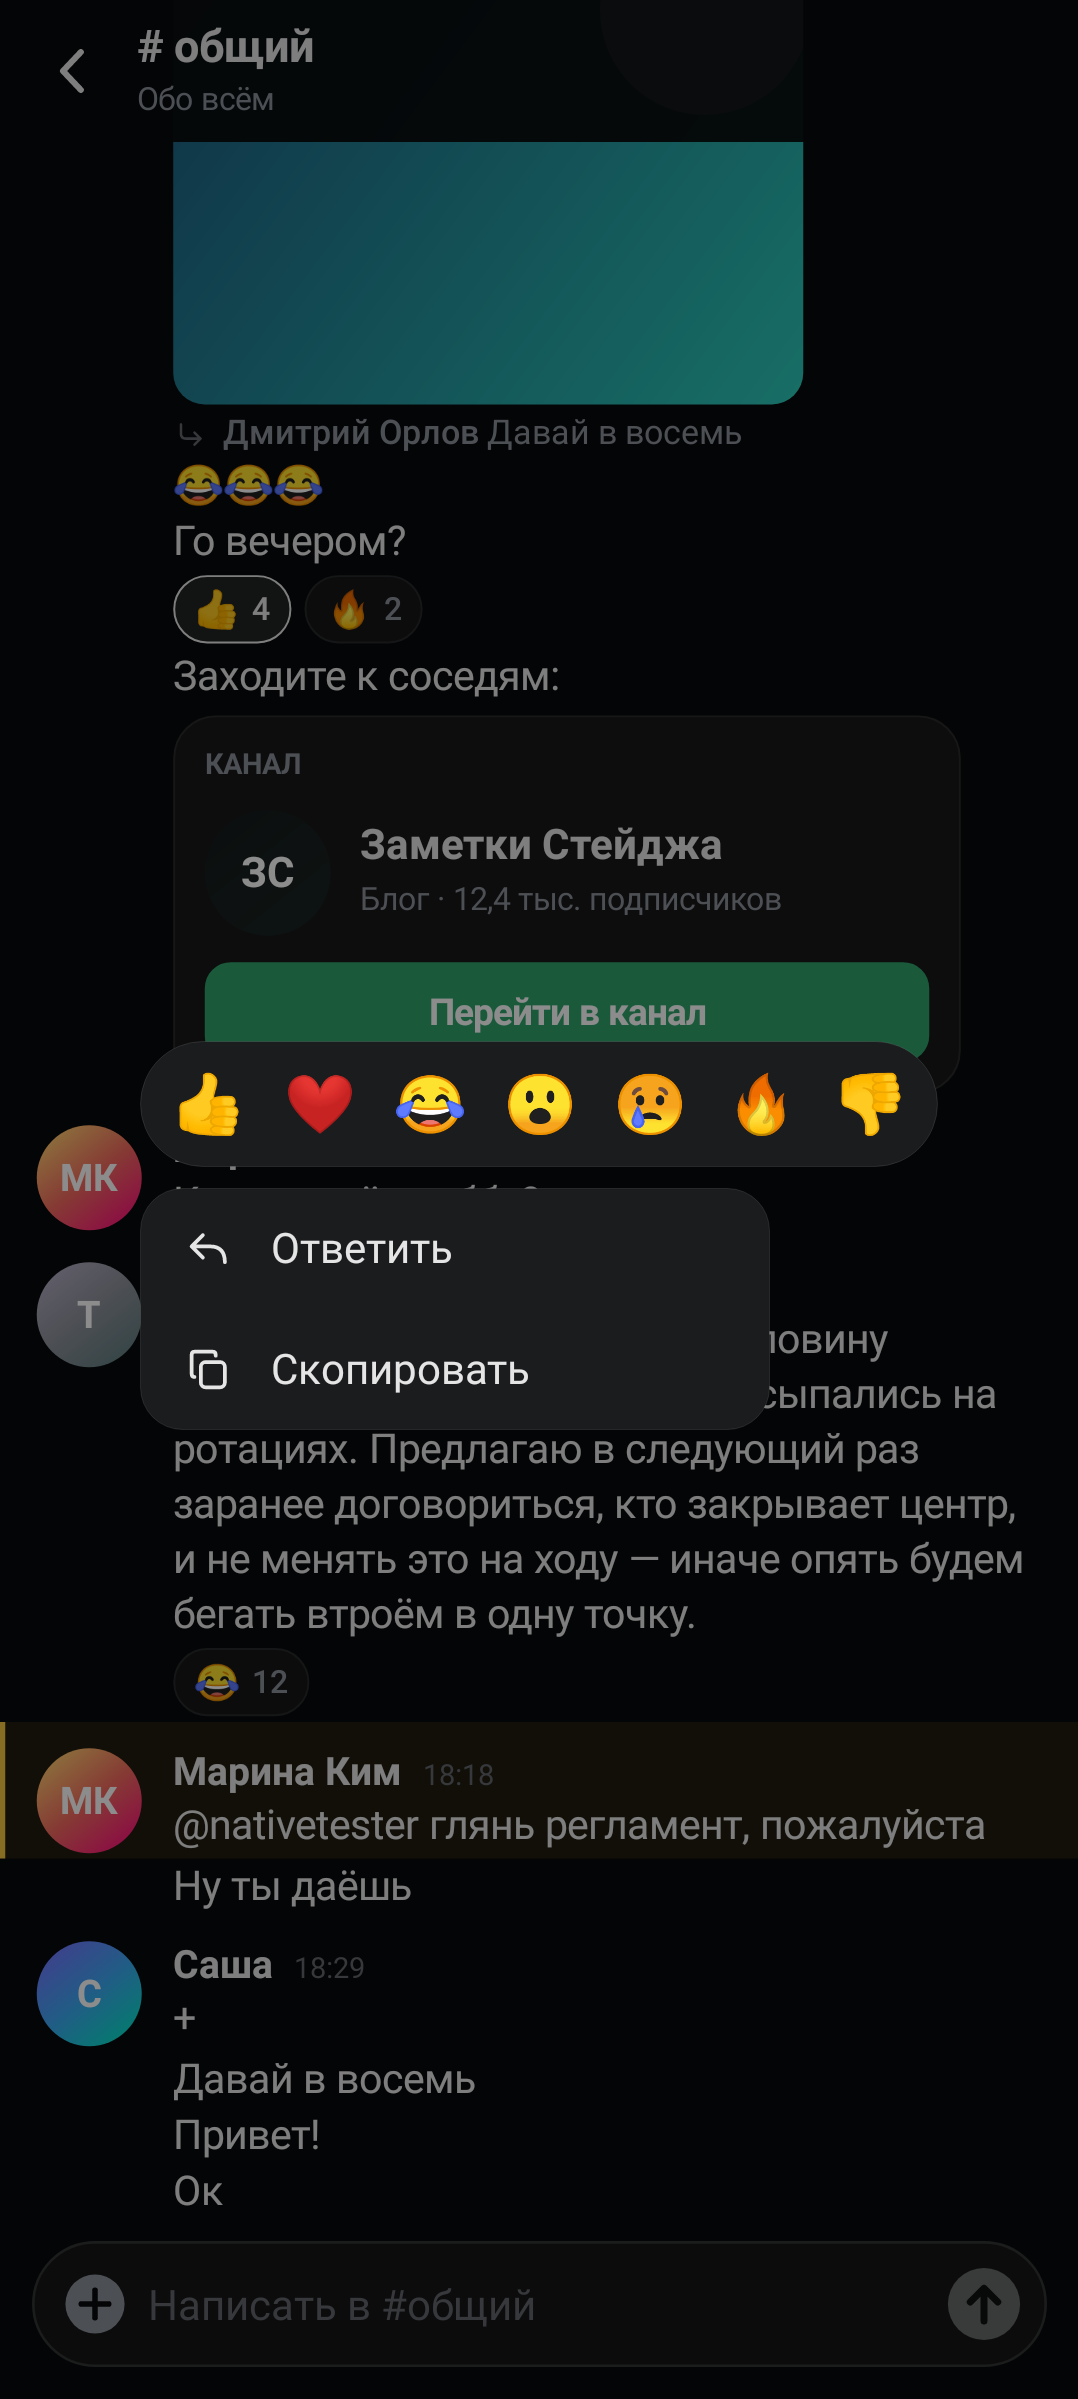 # общий
Обо всём
Дмитрий Орлов Давай в восемь
😂😂😂
Го вечером?
👍 4 🔥 2
Заходите к соседям:
КАНАЛ
ЗС
Заметки Стейджа
Блог · 12,4 тыс. подписчиков
Перейти в канал
👍 ❤️ 😂 😮 😢 🔥 👎
МК
Ответить
Т
Скопировать
сыпались на
ротациях. Предлагаю в следующий раз
заранее договориться, кто закрывает центр,
и не менять это на ходу — иначе опять будем
бегать втроём в одну точку.
😂 12
МК
Марина Ким 18:18
@nativetester глянь регламент, пожалуйста
Ну ты даёшь
С
Саша 18:29
+
Давай в восемь
Привет!
Ок
Написать в #общий